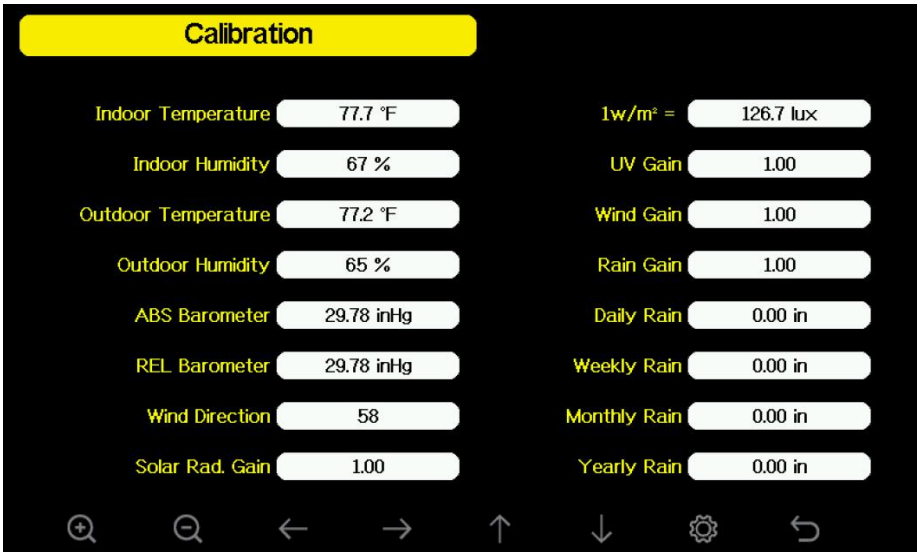 Calibration
Indoor Temperature 77.7 °F
Indoor Humidity 67 %
Outdoor Temperature 77.2 °F
Outdoor Humidity 65 %
ABS Barometer 29.78 inHg
REL Barometer 29.78 inHg
Wind Direction 58
Solar Rad. Gain 1.00
1w/m² = 126.7 lux
UV Gain 1.00
Wind Gain 1.00
Rain Gain 1.00
Daily Rain 0.00 in
Weekly Rain 0.00 in
Monthly Rain 0.00 in
Yearly Rain 0.00 in